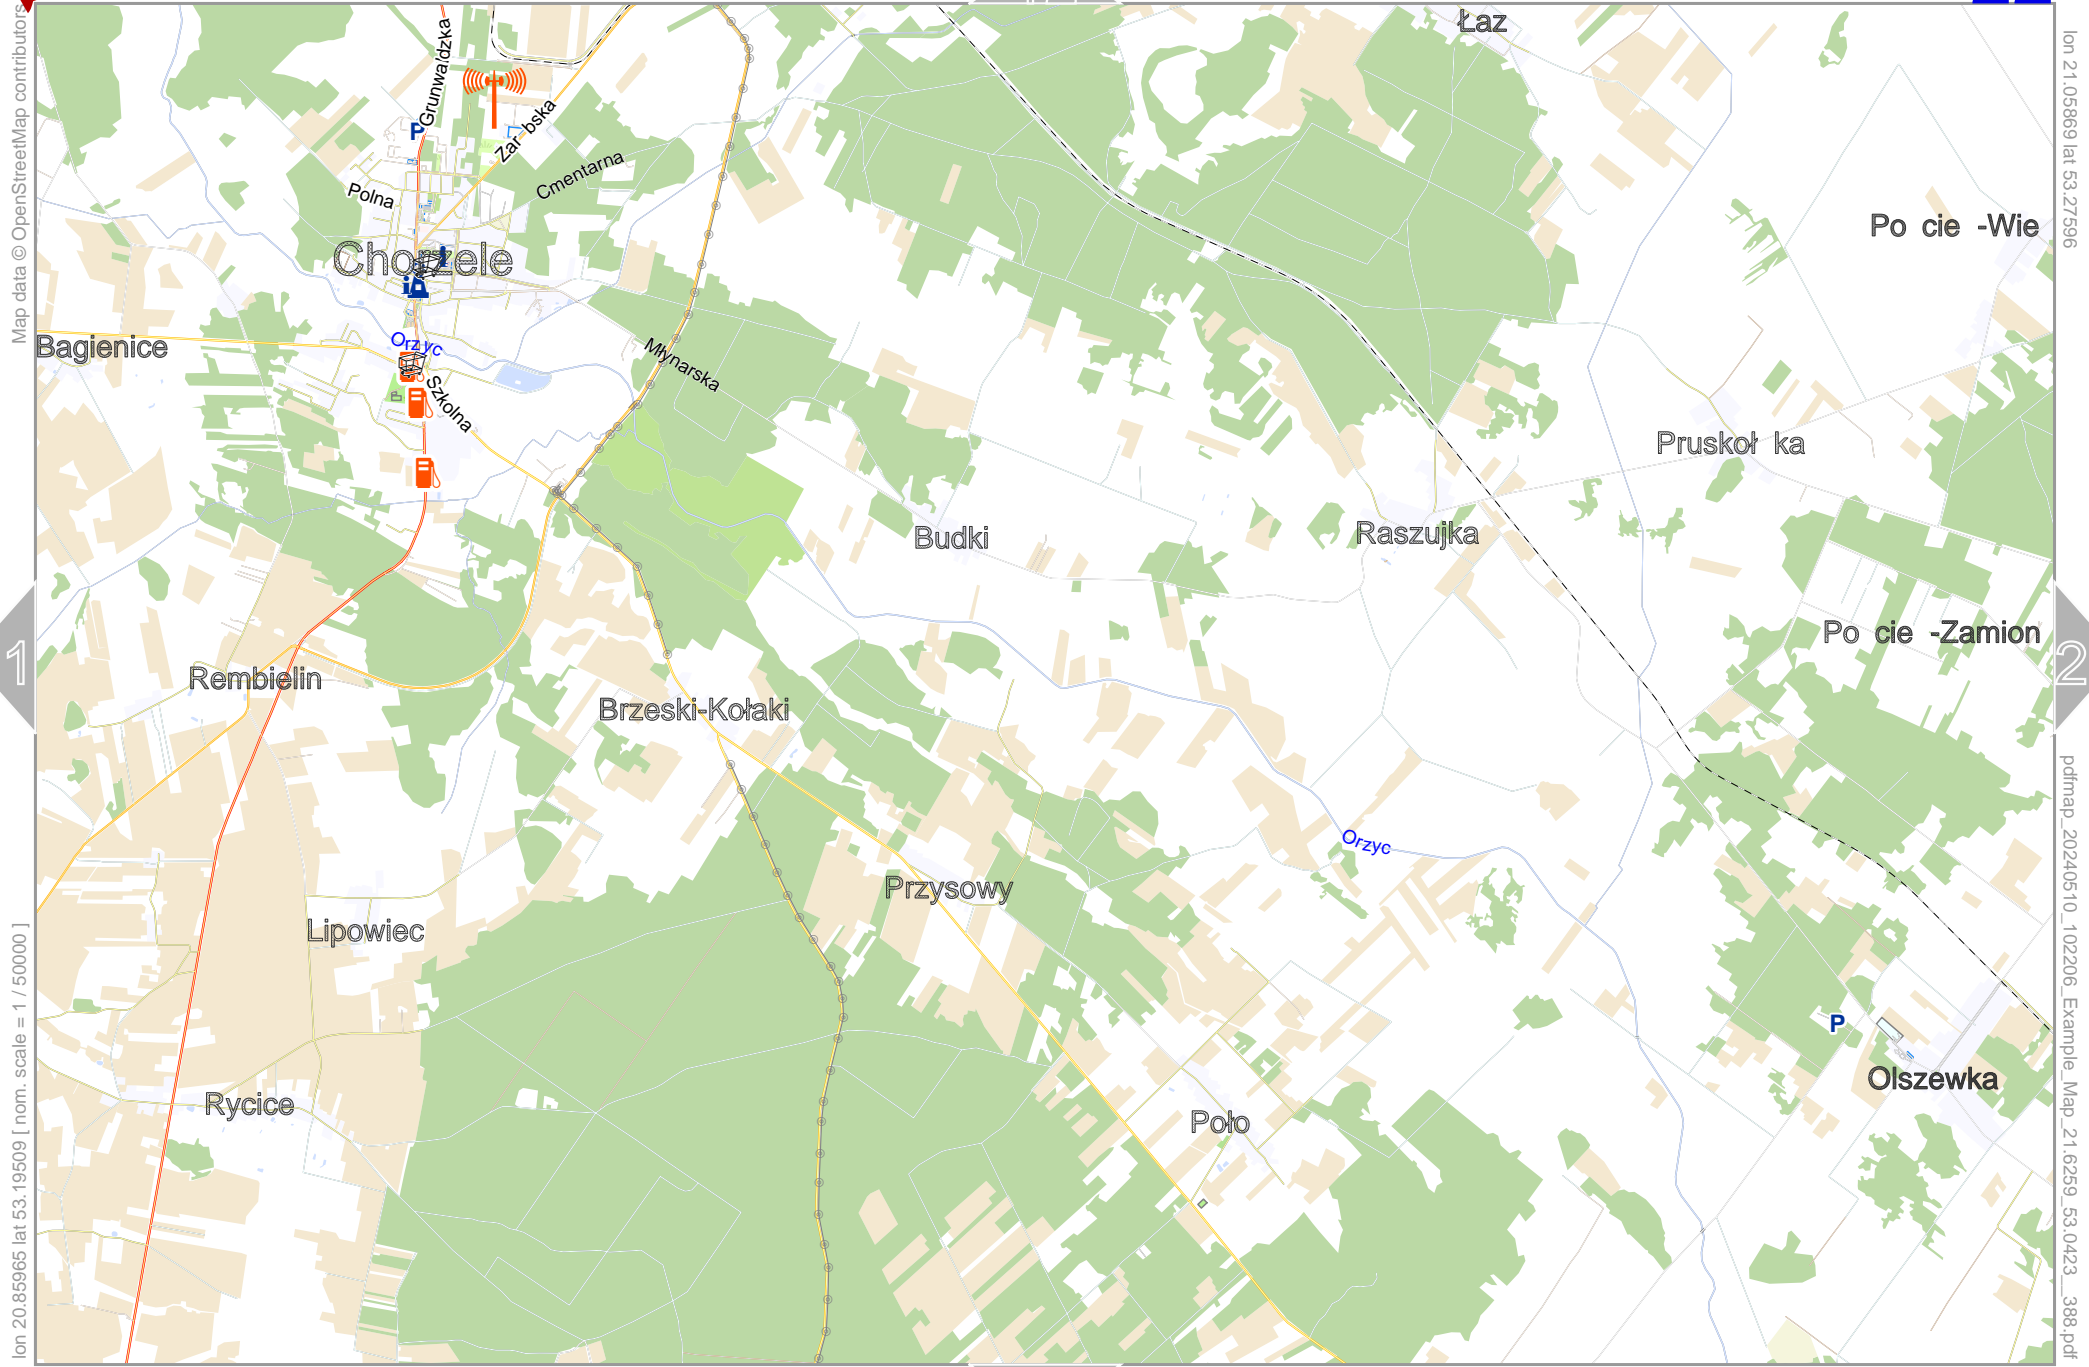 Łaz
Grunwaldzka
P
Zar bska
Cmentarna
Polna
Po cie -Wie
Chorzele
i
i
Orzyc
Bagienice
Młynarska
Szkolna
Pruskoł ka
Raszujka
Budki
Po cie -Zamion
1
2
Rembielin
Brzeski-Kołaki
Orzyc
Przysowy
Lipowiec
P
Olszewka
Rycice
Poło
Map data © OpenStreetMap contributors
lon 20.85965 lat 53.19509 [ nom. scale = 1 / 50000 ]
lon 21.05869 lat 53.27596
pdfmap_20240510_102206_Example_Map_21.6259_53.0423__388.pdf